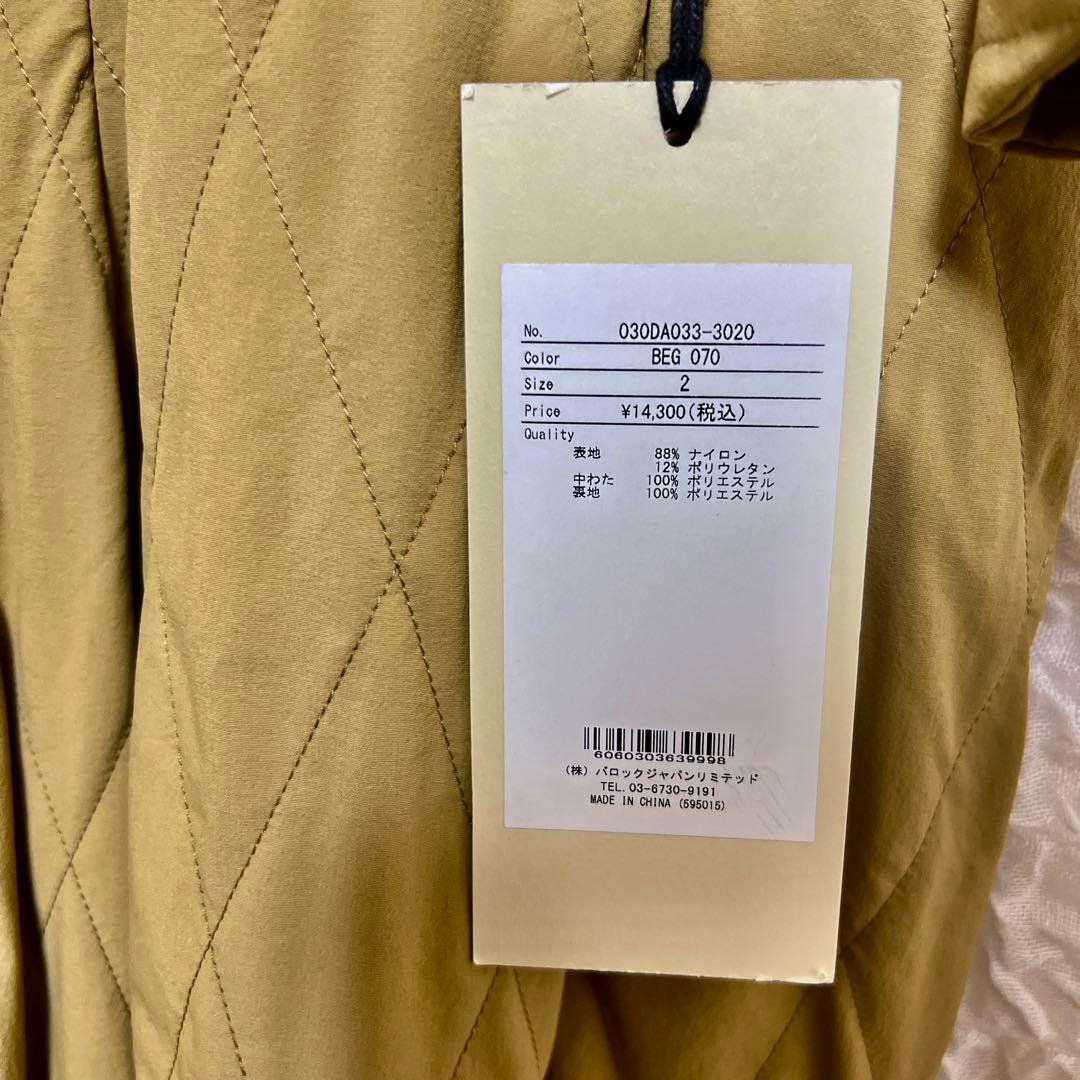 No. 030DA033-3020
Color BEG 070
Size 2
Price ¥14,300(税込)
Quality
表地 88% ナイロン
12% ポリウレタン
中わた 100% ポリエステル
裏地 100% ポリエステル
6060303639998
(株) バロックジャパンリミテッド
TEL. 03-6730-9191
MADE IN CHINA (595015)